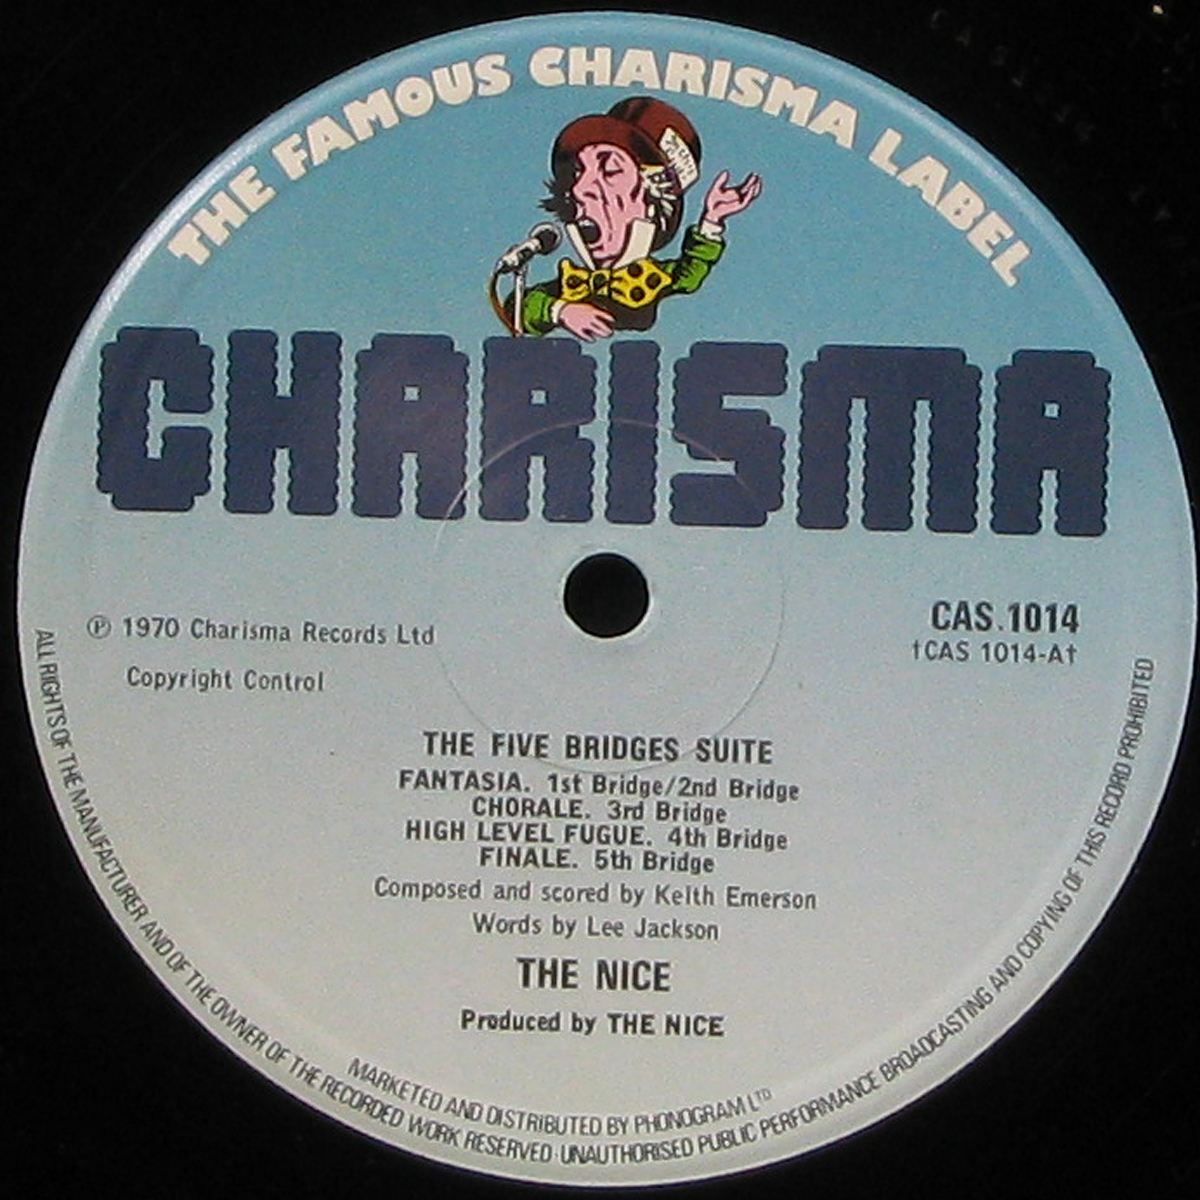 THE FAMOUS CHARISMA LABEL
CHARISMA
℗ 1970 Charisma Records Ltd
Copyright Control
CAS.1014
†CAS 1014-A†
THE FIVE BRIDGES SUITE
FANTASIA. 1st Bridge/2nd Bridge
CHORALE. 3rd Bridge
HIGH LEVEL FUGUE. 4th Bridge
FINALE. 5th Bridge
Composed and scored by Keith Emerson
Words by Lee Jackson
THE NICE
Produced by THE NICE
MARKETED AND DISTRIBUTED BY PHONOGRAM LTD
ALL RIGHTS OF THE MANUFACTURER AND OF THE OWNER OF THE RECORDED WORK RESERVED·UNAUTHORISED PUBLIC PERFORMANCE BROADCASTING AND COPYING OF THIS RECORD PROHIBITED